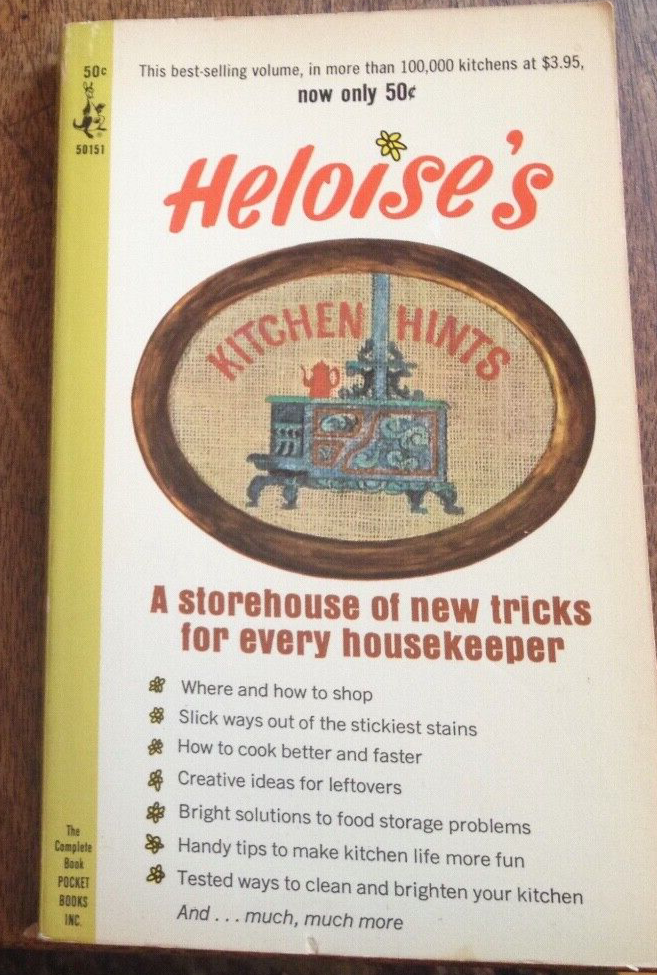 50¢
50151
This best-selling volume, in more than 100,000 kitchens at $3.95,
now only 50¢
Heloise's
KITCHEN HINTS
A storehouse of new tricks
for every housekeeper
Where and how to shop
Slick ways out of the stickiest stains
How to cook better and faster
Creative ideas for leftovers
Bright solutions to food storage problems
Handy tips to make kitchen life more fun
Tested ways to clean and brighten your kitchen
And . . . much, much more
The
Complete
Book
POCKET
BOOKS
INC.